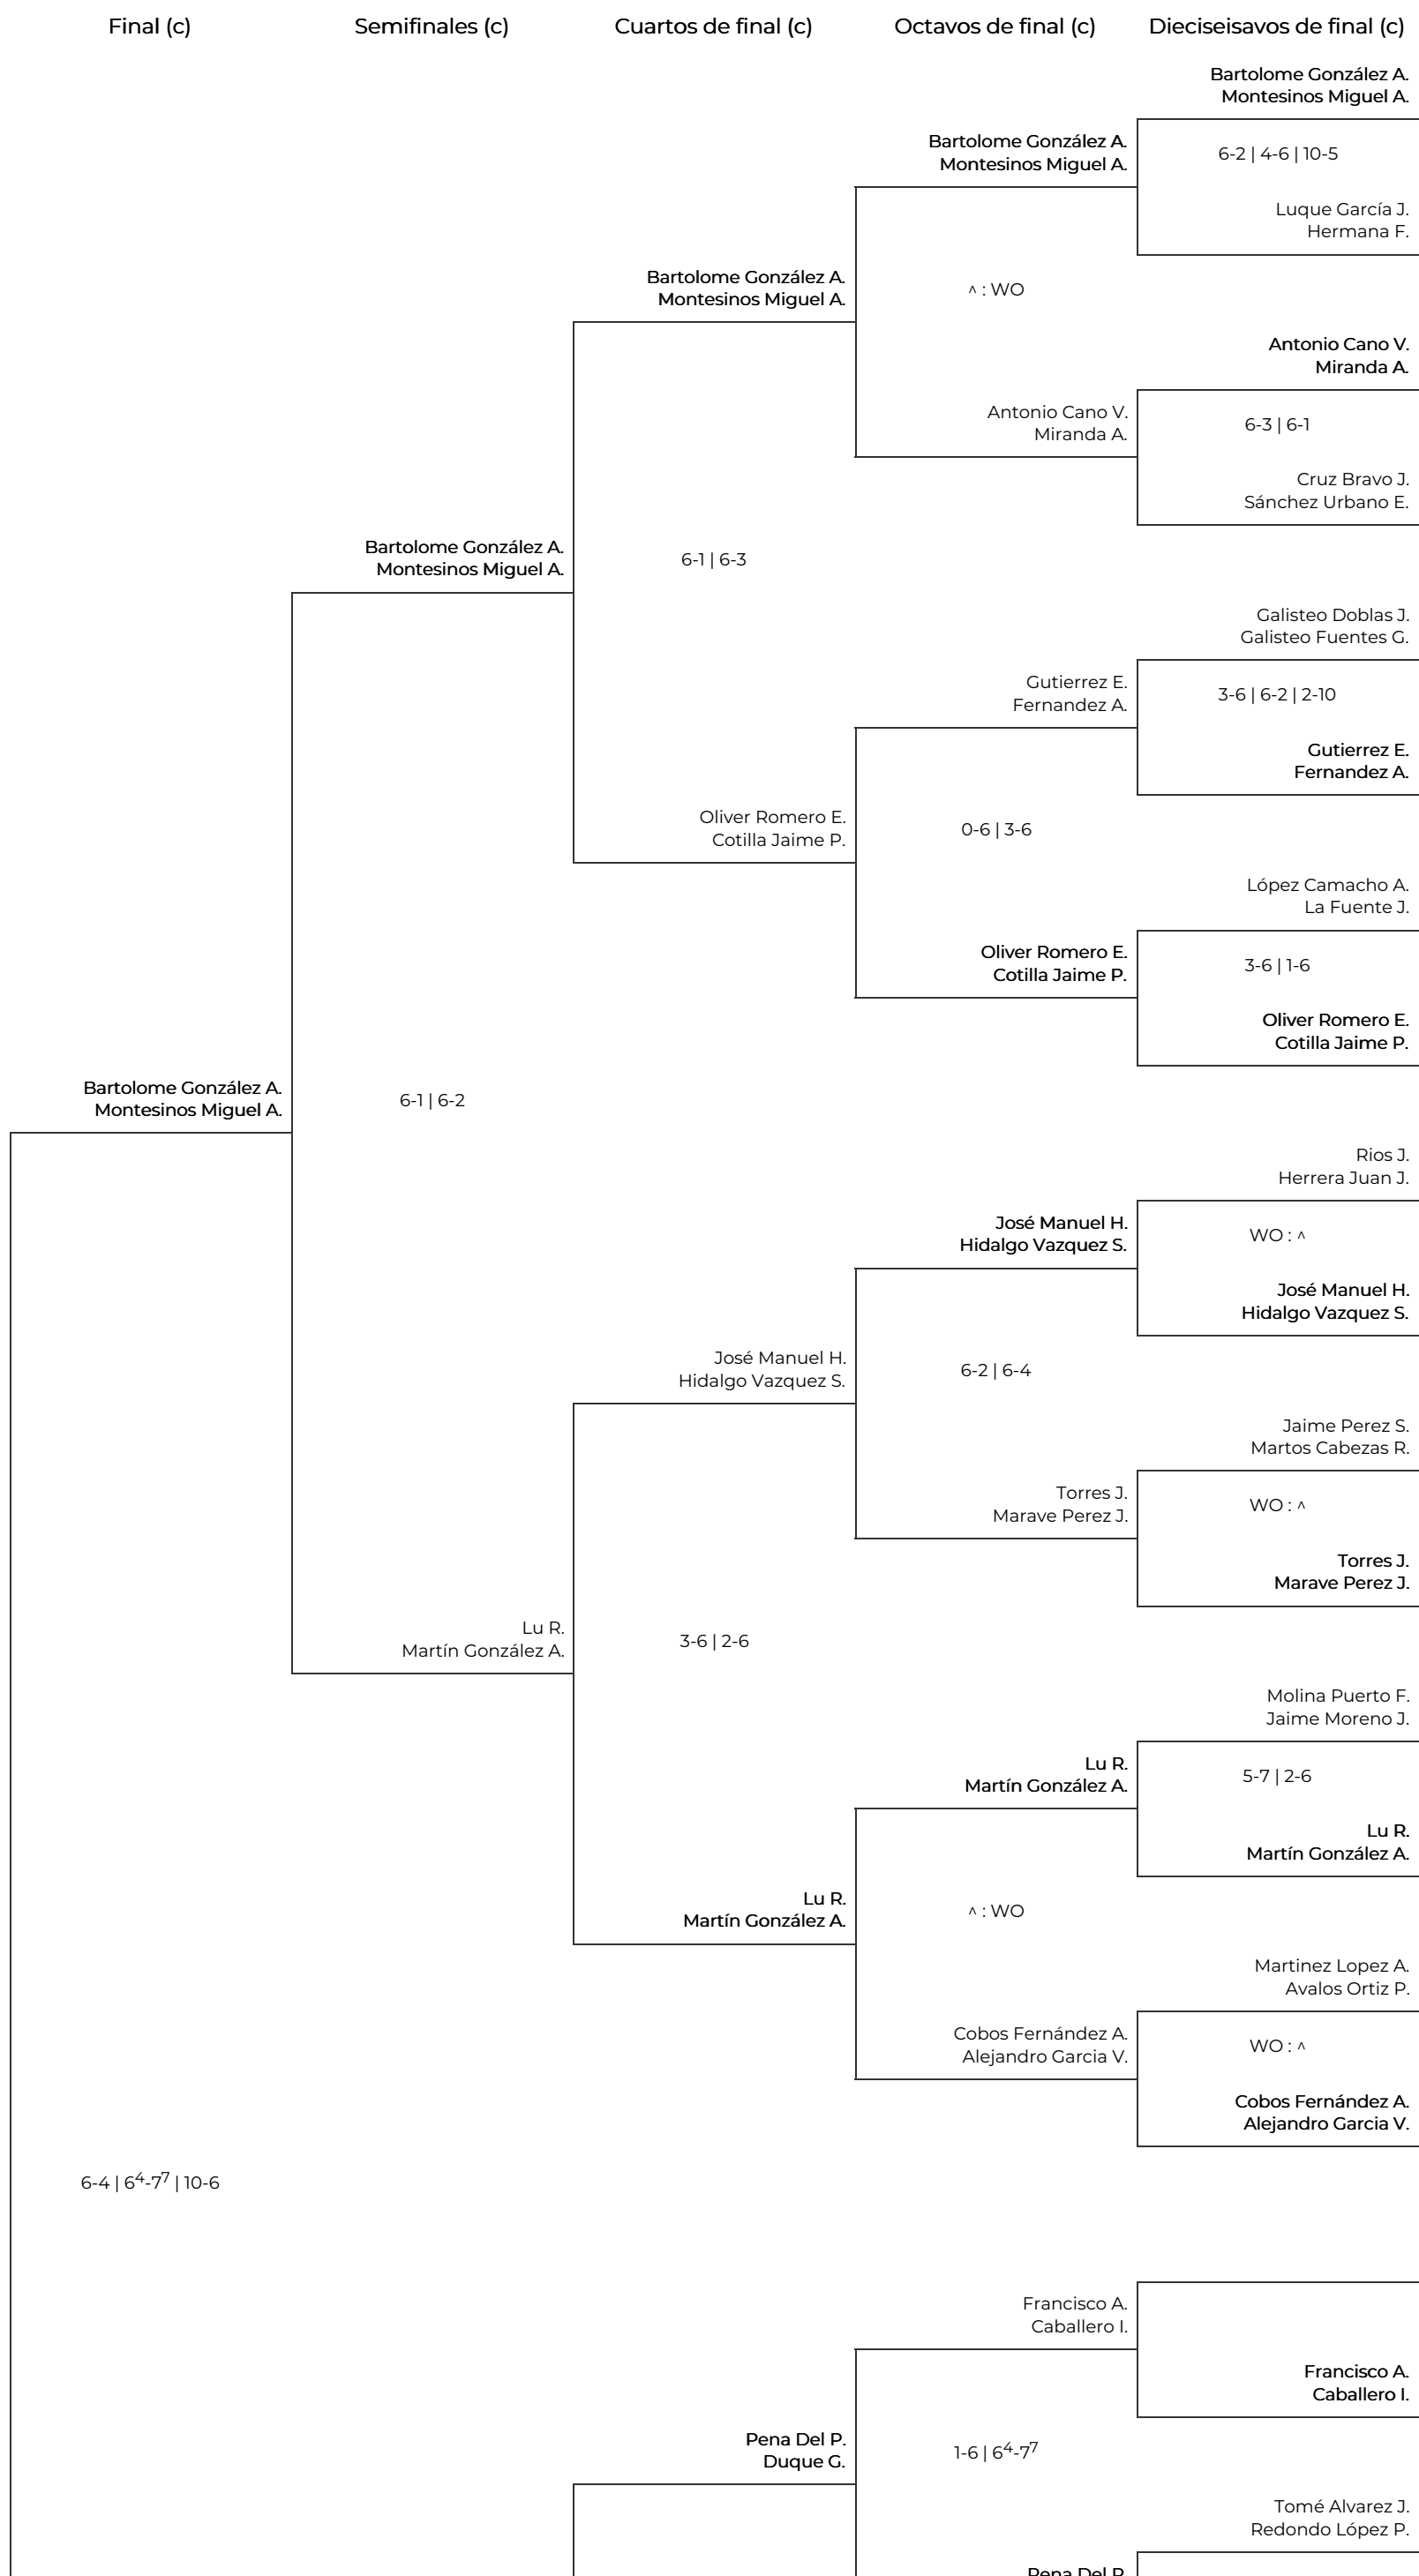 Final (c)
Semifinales (c)
Cuartos de final (c)
Octavos de final (c)
Dieciseisavos de final (c)
Bartolome González A.
Montesinos Miguel A.
Bartolome González A.
Montesinos Miguel A.
6-2 | 4-6 | 10-5
Luque García J.
Hermana F.
Bartolome González A.
Montesinos Miguel A.
^ : WO
Antonio Cano V.
Miranda A.
Antonio Cano V.
Miranda A.
6-3 | 6-1
Cruz Bravo J.
Sánchez Urbano E.
Bartolome González A.
Montesinos Miguel A.
6-1 | 6-3
Galisteo Doblas J.
Galisteo Fuentes G.
Gutierrez E.
Fernandez A.
3-6 | 6-2 | 2-10
Gutierrez E.
Fernandez A.
Oliver Romero E.
Cotilla Jaime P.
0-6 | 3-6
López Camacho A.
La Fuente J.
Oliver Romero E.
Cotilla Jaime P.
3-6 | 1-6
Oliver Romero E.
Cotilla Jaime P.
Bartolome González A.
Montesinos Miguel A.
6-1 | 6-2
Rios J.
Herrera Juan J.
José Manuel H.
Hidalgo Vazquez S.
WO : ^
José Manuel H.
Hidalgo Vazquez S.
José Manuel H.
Hidalgo Vazquez S.
6-2 | 6-4
Jaime Perez S.
Martos Cabezas R.
Torres J.
Marave Perez J.
WO : ^
Torres J.
Marave Perez J.
Lu R.
Martín González A.
3-6 | 2-6
Molina Puerto F.
Jaime Moreno J.
Lu R.
Martín González A.
5-7 | 2-6
Lu R.
Martín González A.
Lu R.
Martín González A.
^ : WO
Martinez Lopez A.
Avalos Ortiz P.
Cobos Fernández A.
Alejandro Garcia V.
WO : ^
Cobos Fernández A.
Alejandro Garcia V.
6-4 | 6⁴-7⁷ | 10-6
Francisco A.
Caballero I.
Francisco A.
Caballero I.
Pena Del P.
Duque G.
1-6 | 6⁴-7⁷
Tomé Alvarez J.
Redondo López P.
Pena Del P.